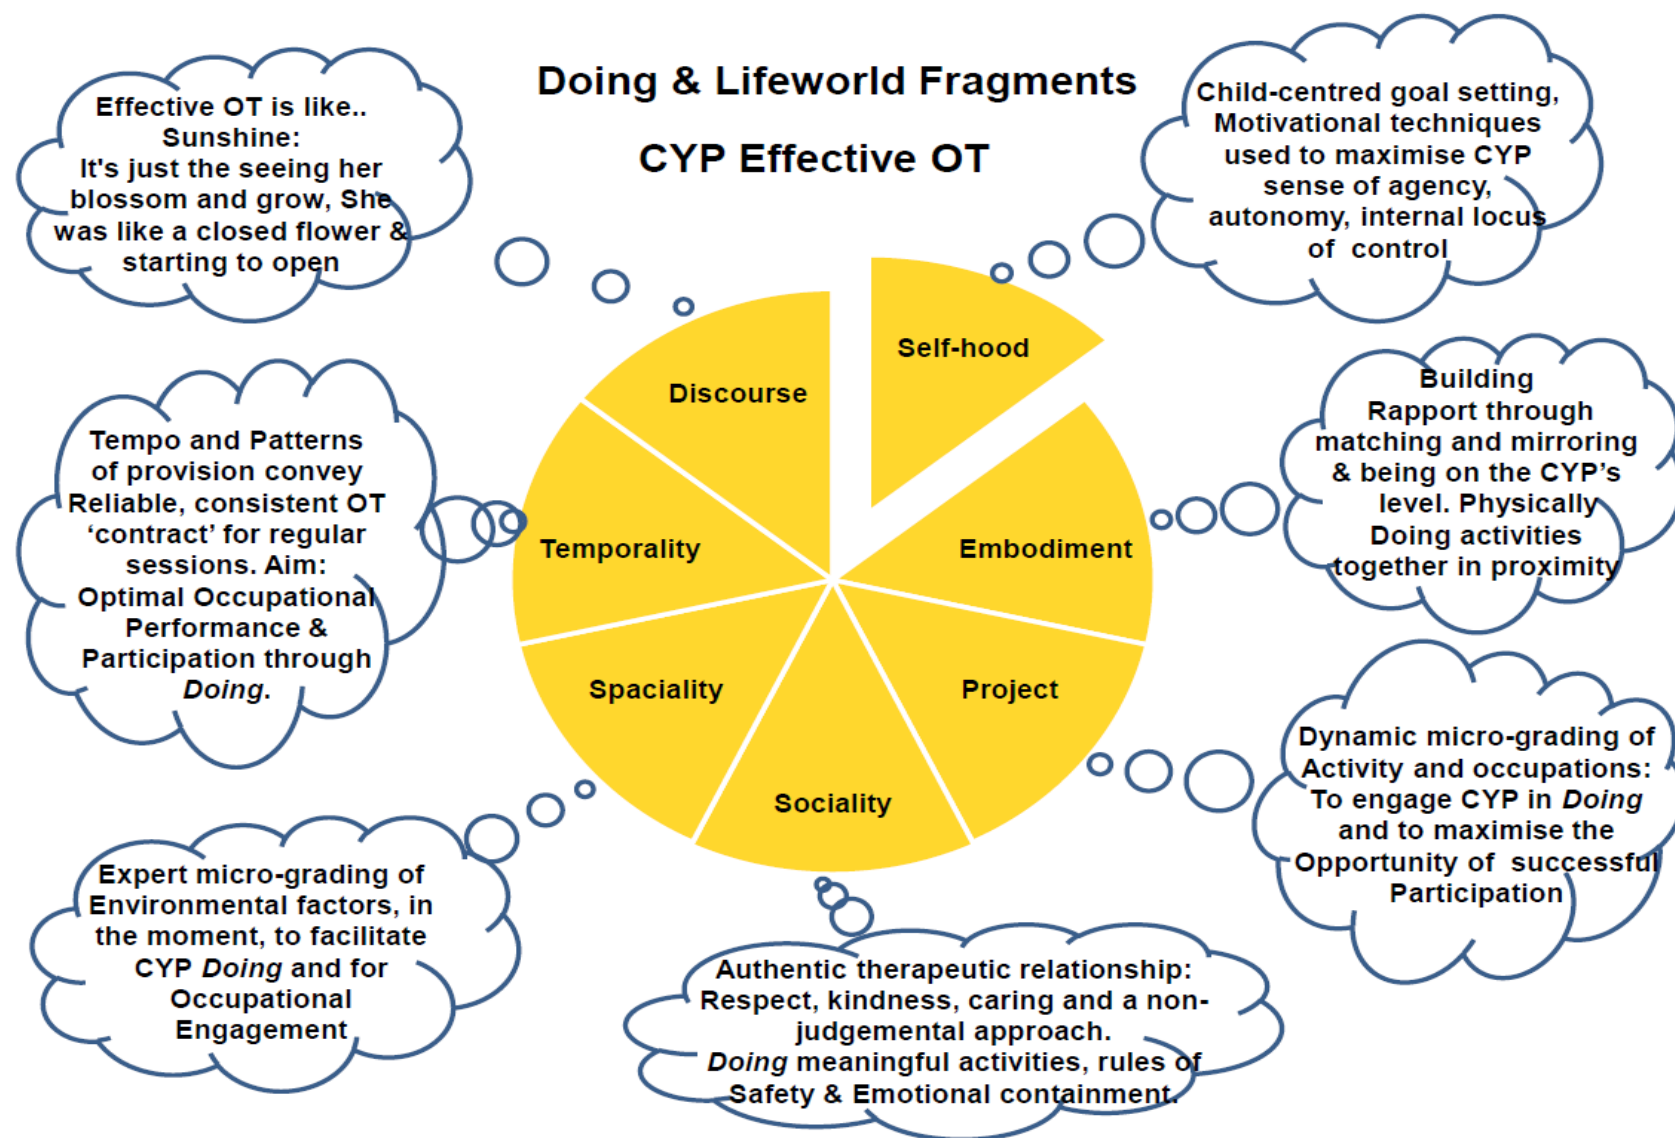 Doing & Lifeworld Fragments
CYP Effective OT
Effective OT is like..
Sunshine:
It's just the seeing her
blossom and grow, She
was like a closed flower &
starting to open
Child-centred goal setting,
Motivational techniques
used to maximise CYP
sense of agency,
autonomy, internal locus
of control
Self-hood
Discourse
Building
Rapport through
matching and mirroring
& being on the CYP's
level. Physically
Doing activities
together in proximity
Tempo and Patterns
of provision convey
Reliable, consistent OT
‘contract’ for regular
sessions. Aim:
Optimal Occupational
Performance &
Participation through
Doing.
Temporality
Embodiment
Spaciality
Project
Sociality
Dynamic micro-grading of
Activity and occupations:
To engage CYP in Doing
and to maximise the
Opportunity of successful
Participation
Expert micro-grading of
Environmental factors, in
the moment, to facilitate
CYP Doing and for
Occupational
Engagement
Authentic therapeutic relationship:
Respect, kindness, caring and a non-
judgemental approach.
Doing meaningful activities, rules of
Safety & Emotional containment.